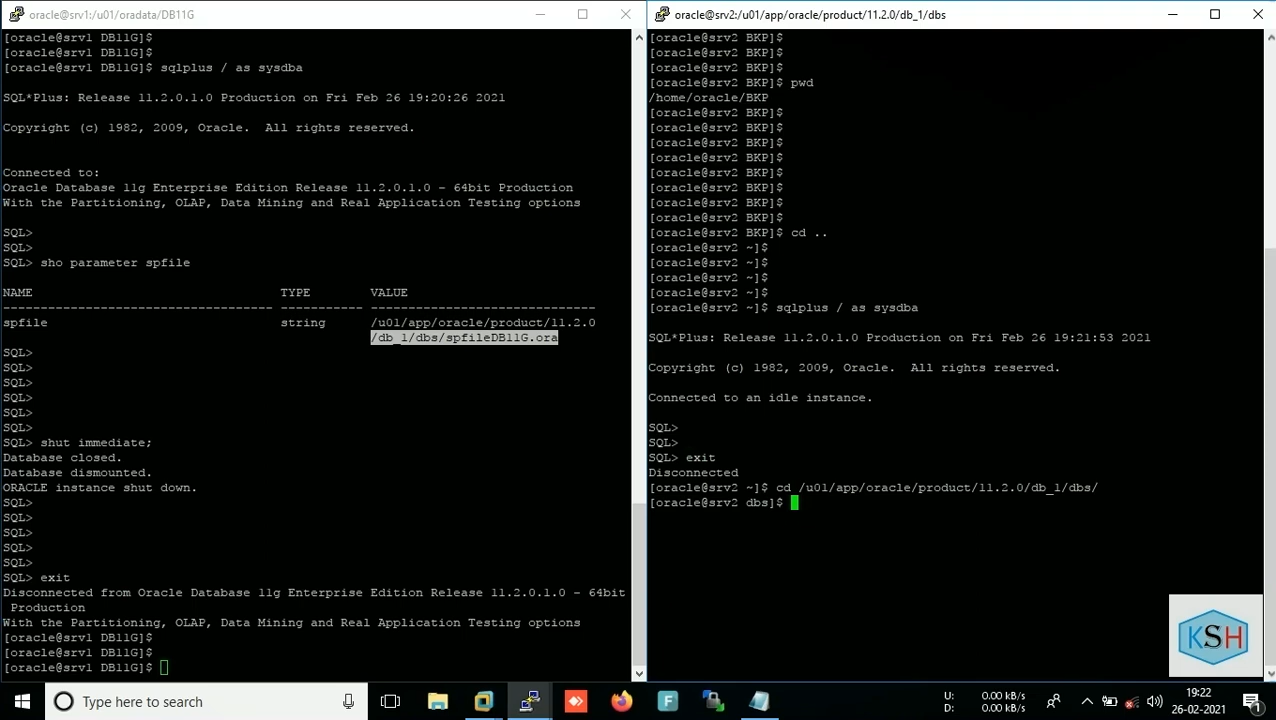 oracle@srv1:/u01/oradata/DB11G
[oracle@srv1 DB11G]$
[oracle@srv1 DB11G]$
[oracle@srv1 DB11G]$ sqlplus / as sysdba
SQL*Plus: Release 11.2.0.1.0 Production on Fri Feb 26 19:20:26 2021
Copyright (c) 1982, 2009, Oracle.  All rights reserved.
Connected to:
Oracle Database 11g Enterprise Edition Release 11.2.0.1.0 - 64bit Production
With the Partitioning, OLAP, Data Mining and Real Application Testing options
SQL>
SQL>
SQL> sho parameter spfile
NAME                                 TYPE        VALUE
------------------------------------ ----------- ------------------------------
spfile                               string      /u01/app/oracle/product/11.2.0
/db_1/dbs/spfileDB11G.ora
SQL>
SQL>
SQL>
SQL>
SQL>
SQL>
SQL> shut immediate;
Database closed.
Database dismounted.
ORACLE instance shut down.
SQL>
SQL>
SQL>
SQL>
SQL>
SQL> exit
Disconnected from Oracle Database 11g Enterprise Edition Release 11.2.0.1.0 - 64bit
Production
With the Partitioning, OLAP, Data Mining and Real Application Testing options
[oracle@srv1 DB11G]$
[oracle@srv1 DB11G]$
[oracle@srv1 DB11G]$
oracle@srv2:/u01/app/oracle/product/11.2.0/db_1/dbs
[oracle@srv2 BKP]$
[oracle@srv2 BKP]$
[oracle@srv2 BKP]$
[oracle@srv2 BKP]$ pwd
/home/oracle/BKP
[oracle@srv2 BKP]$
[oracle@srv2 BKP]$
[oracle@srv2 BKP]$
[oracle@srv2 BKP]$
[oracle@srv2 BKP]$
[oracle@srv2 BKP]$
[oracle@srv2 BKP]$
[oracle@srv2 BKP]$
[oracle@srv2 BKP]$ cd ..
[oracle@srv2 ~]$
[oracle@srv2 ~]$
[oracle@srv2 ~]$
[oracle@srv2 ~]$
[oracle@srv2 ~]$ sqlplus / as sysdba
SQL*Plus: Release 11.2.0.1.0 Production on Fri Feb 26 19:21:53 2021
Copyright (c) 1982, 2009, Oracle.  All rights reserved.
Connected to an idle instance.
SQL>
SQL>
SQL> exit
Disconnected
[oracle@srv2 ~]$ cd /u01/app/oracle/product/11.2.0/db_1/dbs/
[oracle@srv2 dbs]$
KSH
Type here to search
F
U: 0.00 kB/s
D: 0.00 kB/s
19:22
26-02-2021
1